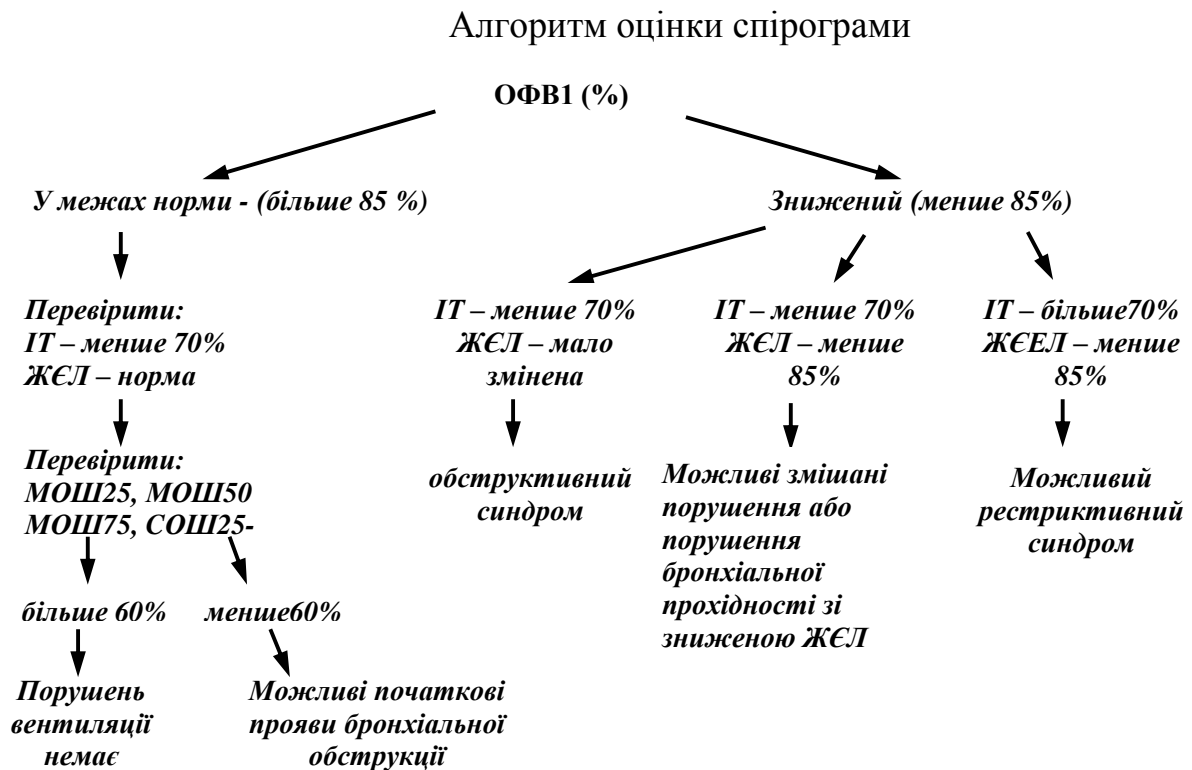 Алгоритм оцінки спірограми
ОФВ1 (%)
У межах норми - (більше 85 %)
Знижений (менше 85%)
Перевірити:
ІТ – менше 70%
ЖЄЛ – норма
ІТ – менше 70%
ЖЄЛ – мало
змінена
ІТ – менше 70%
ЖЄЛ – менше
85%
ІТ – більше70%
ЖЄЕЛ – менше
85%
Перевірити:
МОШ25, МОШ50
МОШ75, СОШ25-
обструктивний
синдром
Можливі змішані
порушення або
порушення
бронхіальної
прохідності зі
зниженою ЖЄЛ
Можливий
рестриктивний
синдром
більше 60%
менше60%
Порушень
вентиляції
немає
Можливі початкові
прояви бронхіальної
обструкції